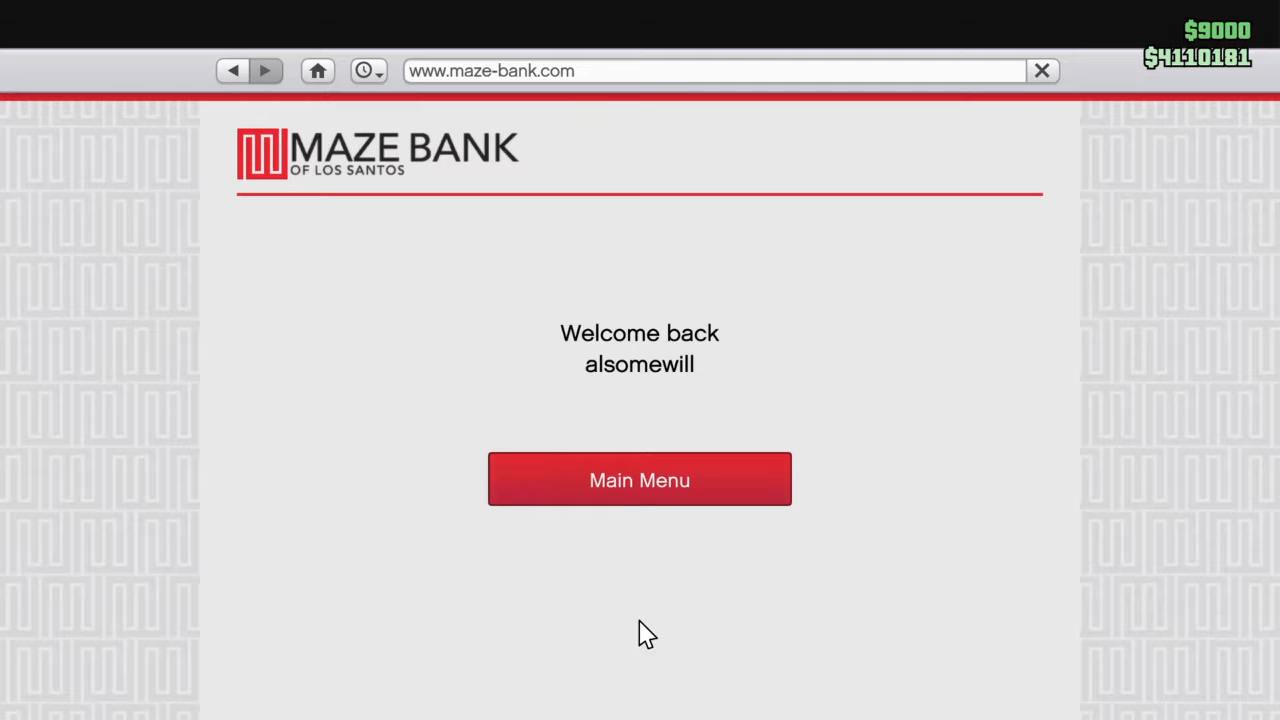 $9000
$4110181
www.maze-bank.com
MAZE BANK
OF LOS SANTOS
Welcome back
alsomewill
Main Menu